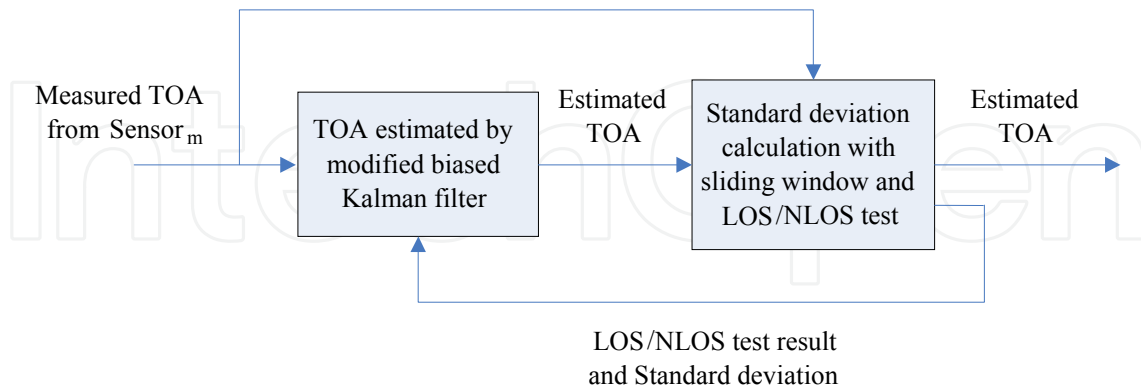 Measured TOA
from Sensor m
TOA estimated by
modified biased
Kalman filter
Estimated
TOA
Standard deviation
calculation with
sliding window and
LOS/NLOS test
Estimated
TOA
LOS/NLOS test result
and Standard deviation
IntechOpen